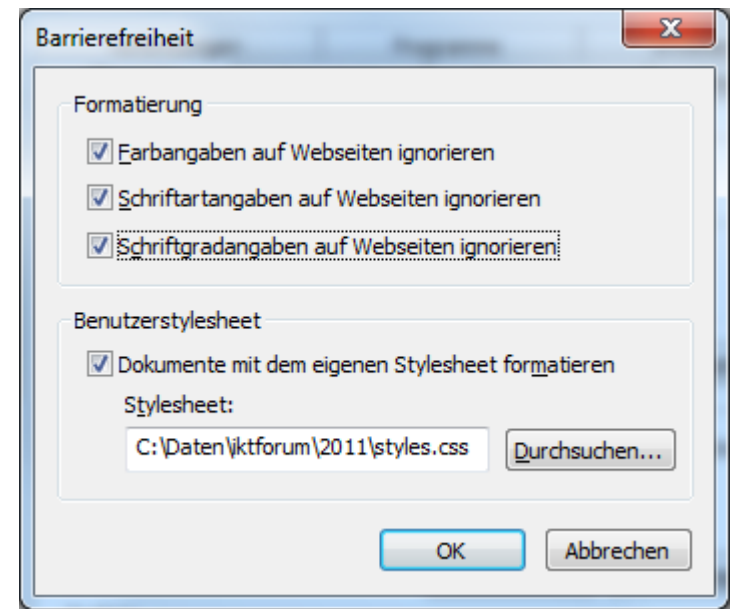 Barrierefreiheit
Formatierung
Farbangaben auf Webseiten ignorieren
Schriftartangaben auf Webseiten ignorieren
Schriftgradangaben auf Webseiten ignorieren
Benutzerstylesheet
Dokumente mit dem eigenen Stylesheet formatieren
Stylesheet:
C:\Daten\iktforum\2011\styles.css Durchsuchen...
OK Abbrechen